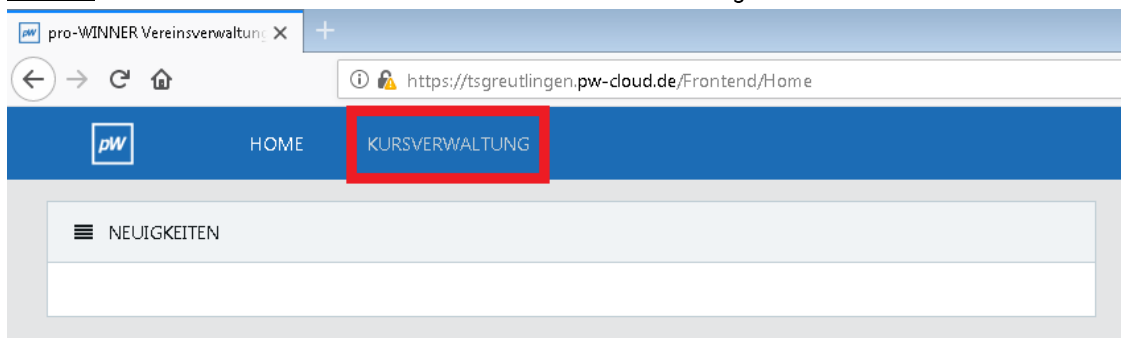 pro-WINNER Vereinsverwaltung
https://tsgreutlingen.pw-cloud.de/Frontend/Home
pW HOME KURSVERWALTUNG
NEUIGKEITEN